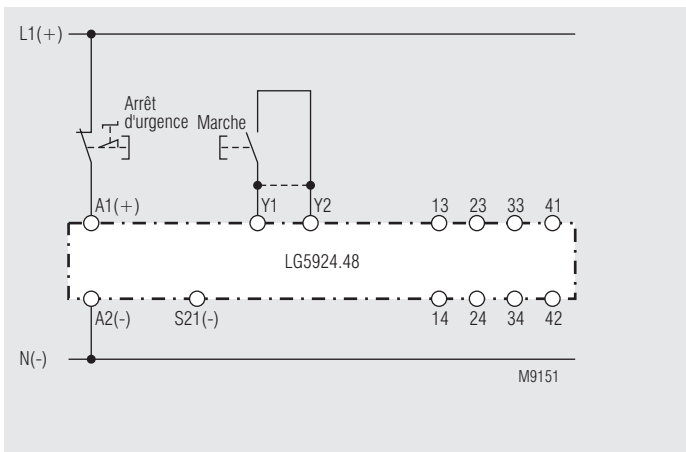 L1(+)
Arrêt
d'urgence Marche
A1(+) Y1 Y2 13 23 33 41
LG5924.48
A2(-) S21(-) 14 24 34 42
N(-)
M9151